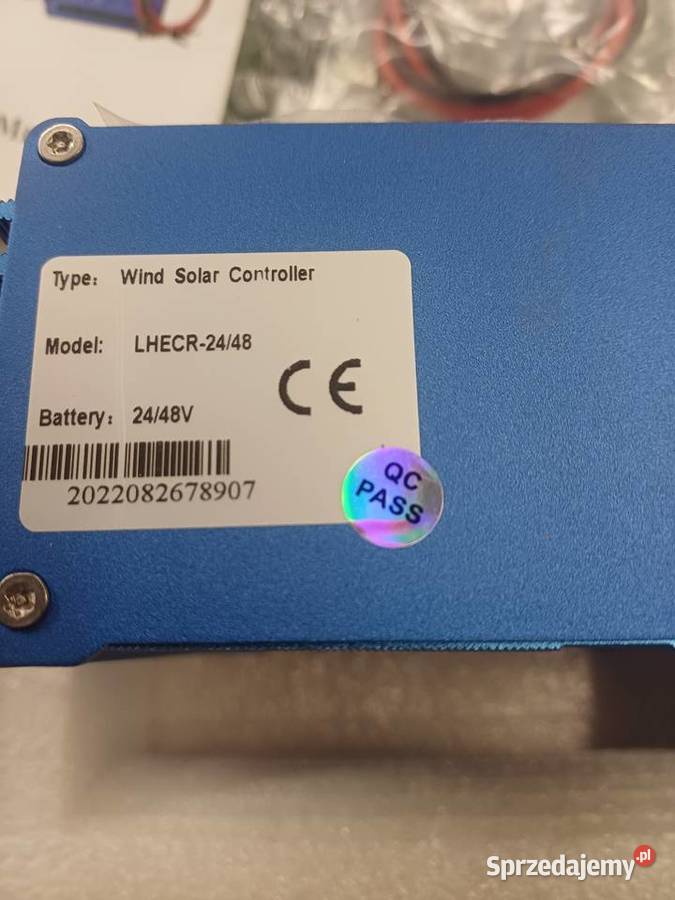 Type: Wind Solar Controller
Model: LHECR-24/48
CE
Battery: 24/48V
2022082678907
QC
PASS
Sprzedajemy.pl